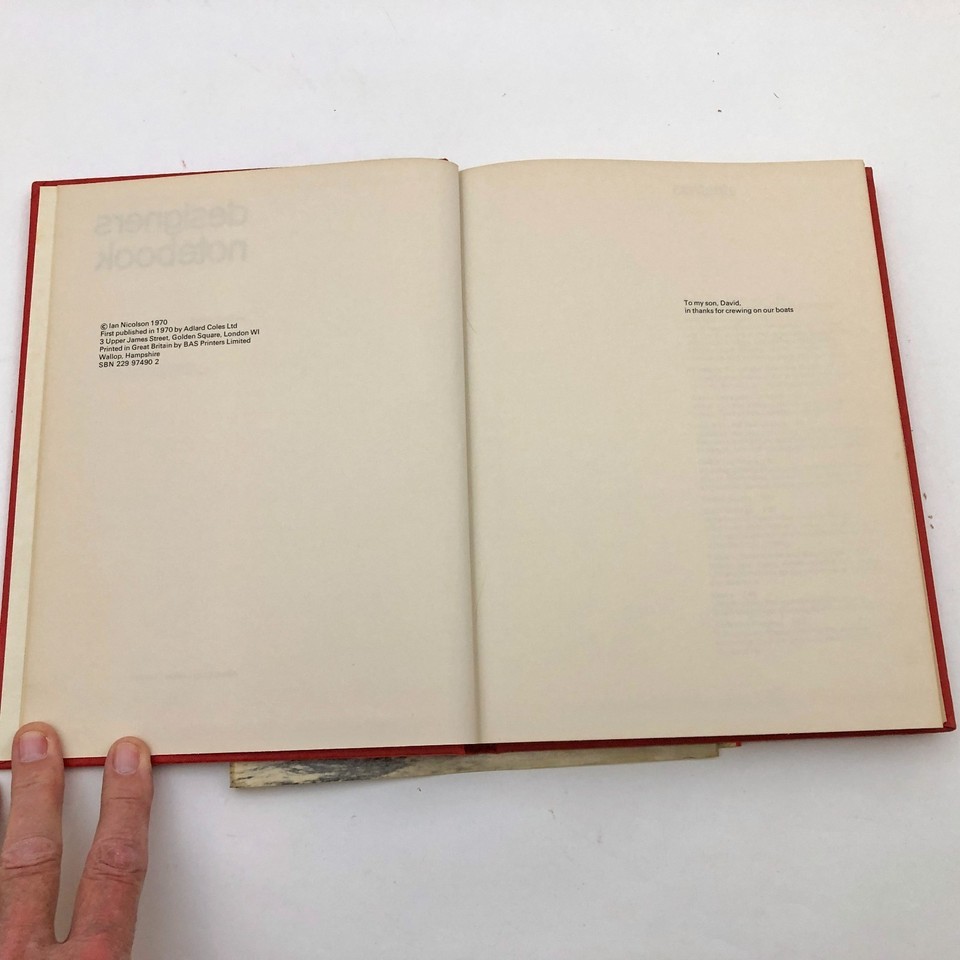 © Ian Nicolson 1970
First published in 1970 by Adlard Coles Ltd
3 Upper James Street, Golden Square, London WI
Printed in Great Britain by BAS Printers Limited
Wallop, Hampshire
SBN 229 97490 2
designers
notebook
To my son, David,
in thanks for crewing on our boats